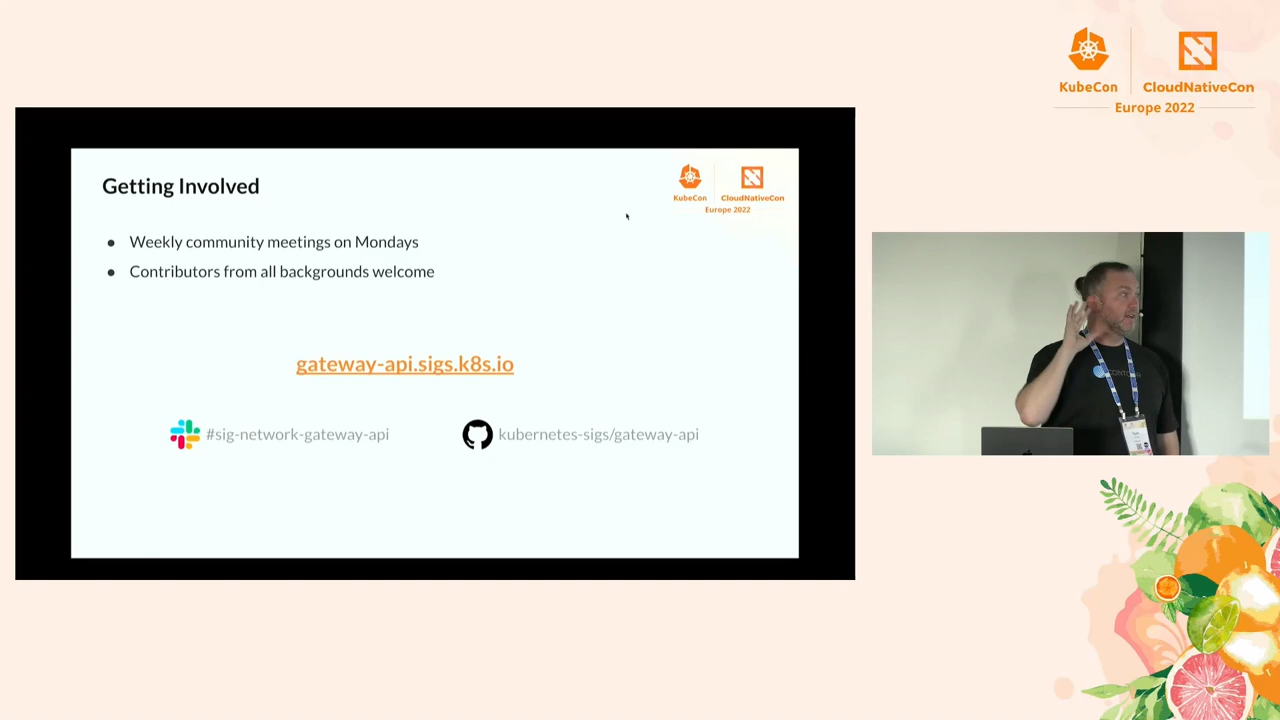 KubeCon
CloudNativeCon
Europe 2022
Getting Involved
KubeCon
CloudNativeCon
Europe 2022
● Weekly community meetings on Mondays
● Contributors from all backgrounds welcome
gateway-api.sigs.k8s.io
#sig-network-gateway-api
kubernetes-sigs/gateway-api